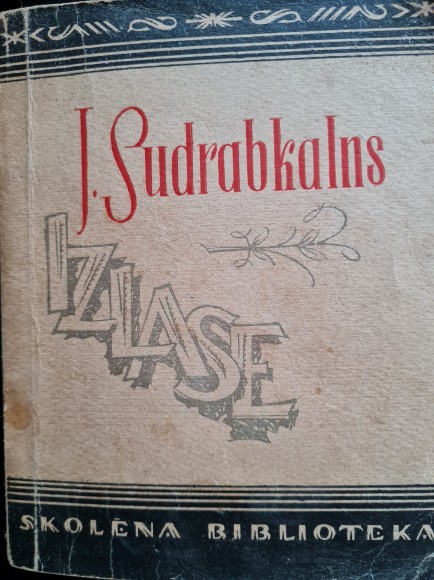 J. Sudrabkalns
IZLASE
SKOLĒNA BIBLIOTEKA